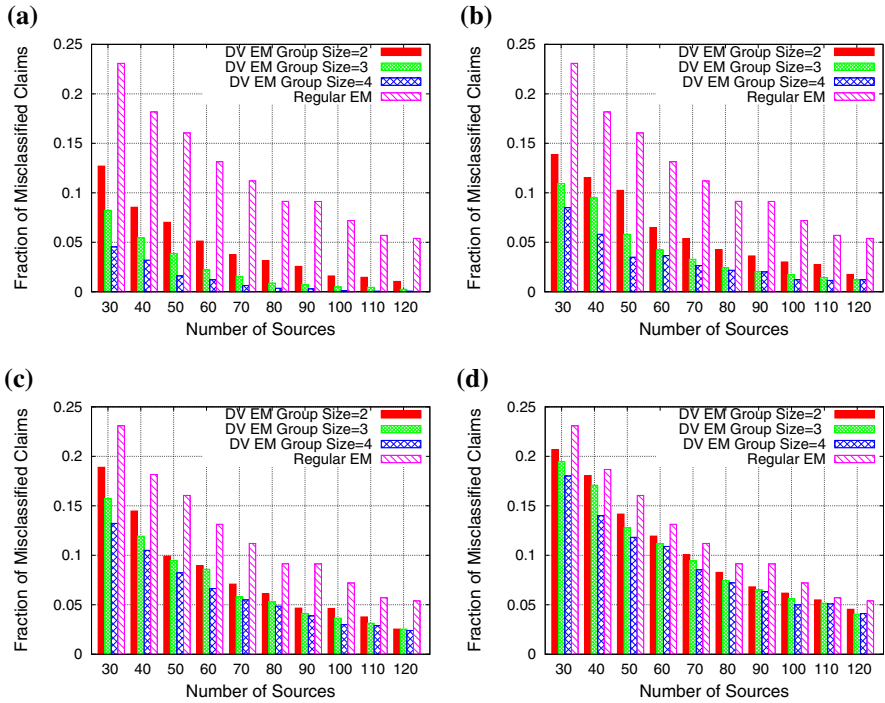 (a)
Fraction of Misclassified Claims
0.25
0.2
0.15
0.1
0.05
0
DV EM Group Size=2
DV EM Group Size=3
DV EM Group Size=4
Regular EM
30 40 50 60 70 80 90 100 110 120
Number of Sources
(b)
Fraction of Misclassified Claims
0.25
0.2
0.15
0.1
0.05
0
DV EM Group Size=2
DV EM Group Size=3
DV EM Group Size=4
Regular EM
30 40 50 60 70 80 90 100 110 120
Number of Sources
(c)
Fraction of Misclassified Claims
0.25
0.2
0.15
0.1
0.05
0
DV EM Group Size=2
DV EM Group Size=3
DV EM Group Size=4
Regular EM
30 40 50 60 70 80 90 100 110 120
Number of Sources
(d)
Fraction of Misclassified Claims
0.25
0.2
0.15
0.1
0.05
0
DV EM Group Size=2
DV EM Group Size=3
DV EM Group Size=4
Regular EM
30 40 50 60 70 80 90 100 110 120
Number of Sources